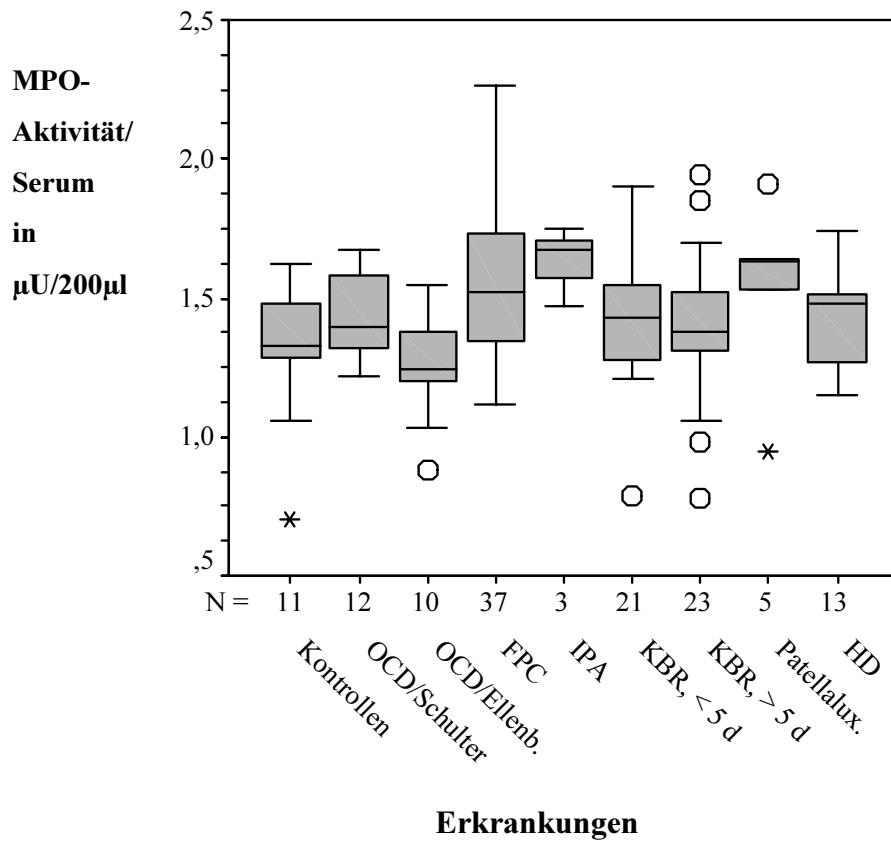 MPO-
Aktivität/
Serum
in
µU/200µl
2,5
2,0
1,5
1,0
,5
N = 11 12 10 37 3 21 23 5 13
Kontrollen
OCD/Schulter
OCD/Ellenb.
FPC
IPA
KBR, < 5 d
KBR, > 5 d
Patellalux.
HD
Erkrankungen